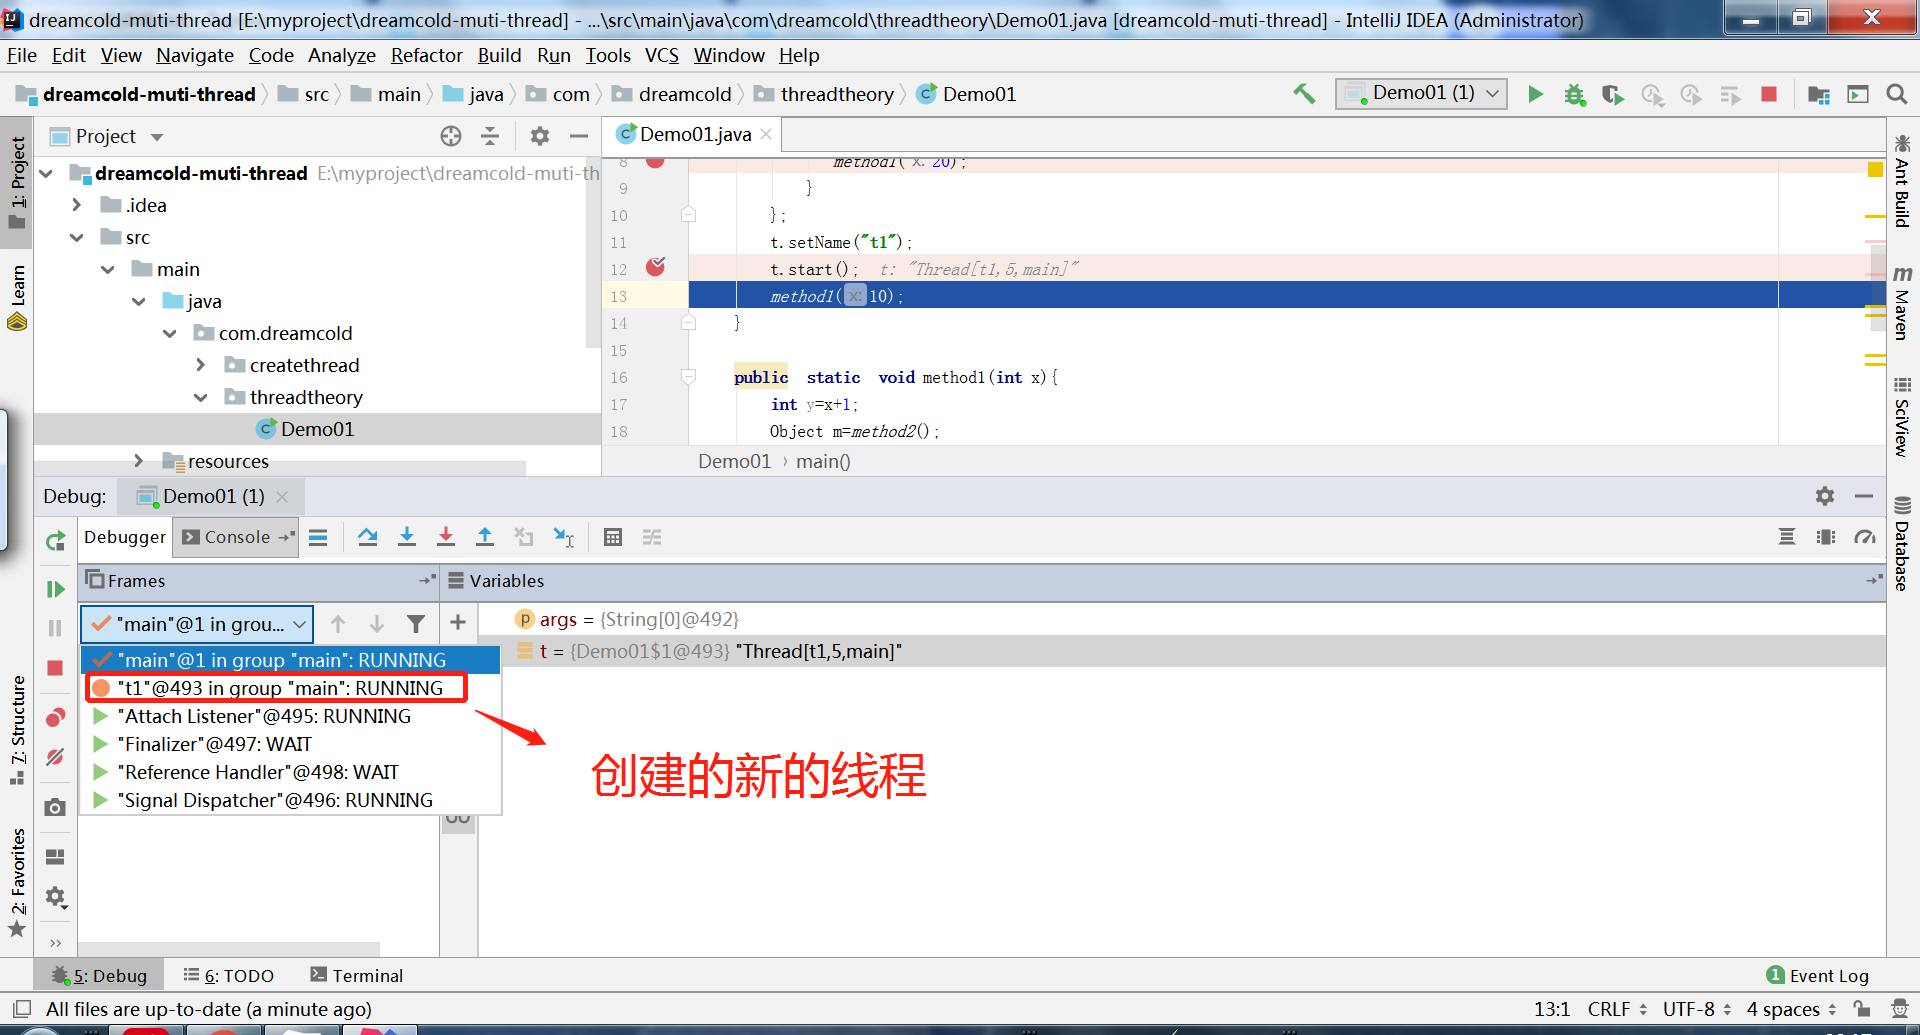 dreamcold-muti-thread [E:\myproject\dreamcold-muti-thread] - ...\src\main\java\com\dreamcold\threadtheory\Demo01.java [dreamcold-muti-thread] - IntelliJ IDEA (Administrator)
File Edit View Navigate Code Analyze Refactor Build Run Tools VCS Window Help
dreamcold-muti-thread src main java com dreamcold threadtheory Demo01
Demo01 (1)
Project
Demo01.java
1: Project
Learn
7: Structure
2: Favorites
dreamcold-muti-thread E:\myproject\dreamcold-muti-th
.idea
src
main
java
com.dreamcold
createthread
threadtheory
Demo01
resources
8 method1( x: 20);
9 }
10 };
11 t.setName("t1");
12 t.start(); t: "Thread[t1,5,main]"
13 method1( x: 10);
14 }
15
16 public static void method1(int x){
17 int y=x+1;
18 Object m=method2();
Demo01 › main()
Ant Build
Maven
SciView
Database
Debug: Demo01 (1)
Debugger Console
Frames
Variables
"main"@1 in grou...
"main"@1 in group "main": RUNNING
"t1"@493 in group "main": RUNNING
"Attach Listener"@495: RUNNING
"Finalizer"@497: WAIT
"Reference Handler"@498: WAIT
"Signal Dispatcher"@496: RUNNING
args = {String[0]@492}
t = {Demo01$1@493} "Thread[t1,5,main]"
创建的新的线程
5: Debug 6: TODO Terminal
1 Event Log
All files are up-to-date (a minute ago)
13:1 CRLF UTF-8 4 spaces